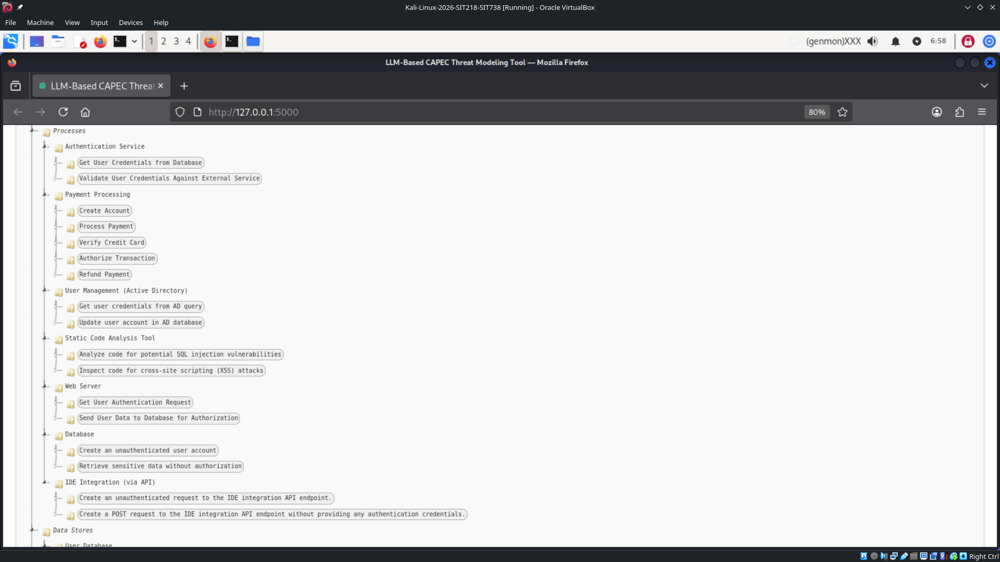 Kali-Linux-2026-SIT218-SIT738 [Running] - Oracle VirtualBox
File Machine View Input Devices Help
1 2 3 4 (genmon)XXX 6:58
LLM-Based CAPEC Threat Modeling Tool — Mozilla Firefox
LLM-Based CAPEC Threat
http://127.0.0.1:5000 80%
Processes
Authentication Service
Get User Credentials from Database
Validate User Credentials Against External Service
Payment Processing
Create Account
Process Payment
Verify Credit Card
Authorize Transaction
Refund Payment
User Management (Active Directory)
Get user credentials from AD query
Update user account in AD database
Static Code Analysis Tool
Analyze code for potential SQL injection vulnerabilities
Inspect code for cross-site scripting (XSS) attacks
Web Server
Get User Authentication Request
Send User Data to Database for Authorization
Database
Create an unauthenticated user account
Retrieve sensitive data without authorization
IDE Integration (via API)
Create an unauthenticated request to the IDE integration API endpoint.
Create a POST request to the IDE integration API endpoint without providing any authentication credentials.
Data Stores
User Database
Right Ctrl